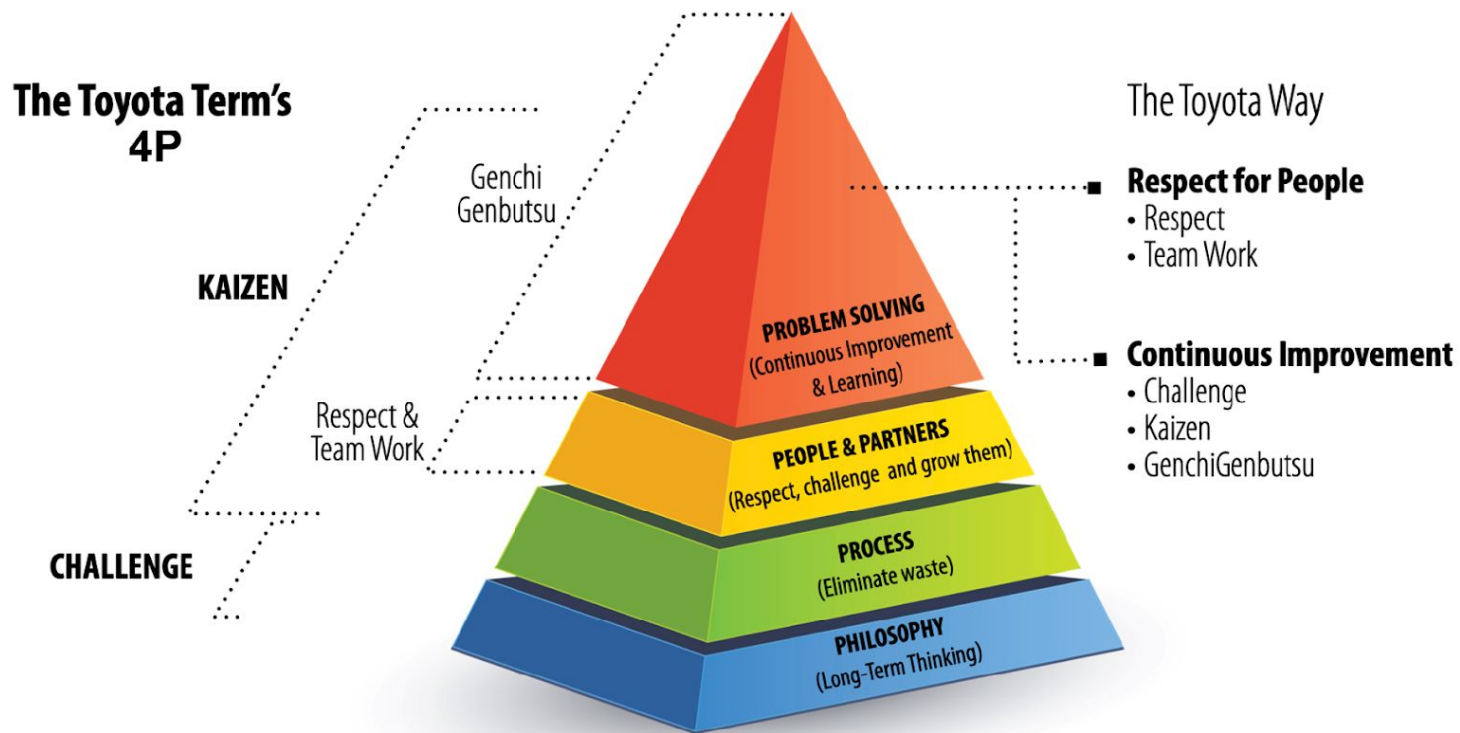 The Toyota Term's
4P
Genchi
Genbutsu
KAIZEN
Respect &
Team Work
CHALLENGE
PROBLEM SOLVING
(Continuous Improvement
& Learning)
PEOPLE & PARTNERS
(Respect, challenge and grow them)
PROCESS
(Eliminate waste)
PHILOSOPHY
(Long-Term Thinking)
The Toyota Way
Respect for People
• Respect
• Team Work
Continuous Improvement
• Challenge
• Kaizen
• GenchiGenbutsu